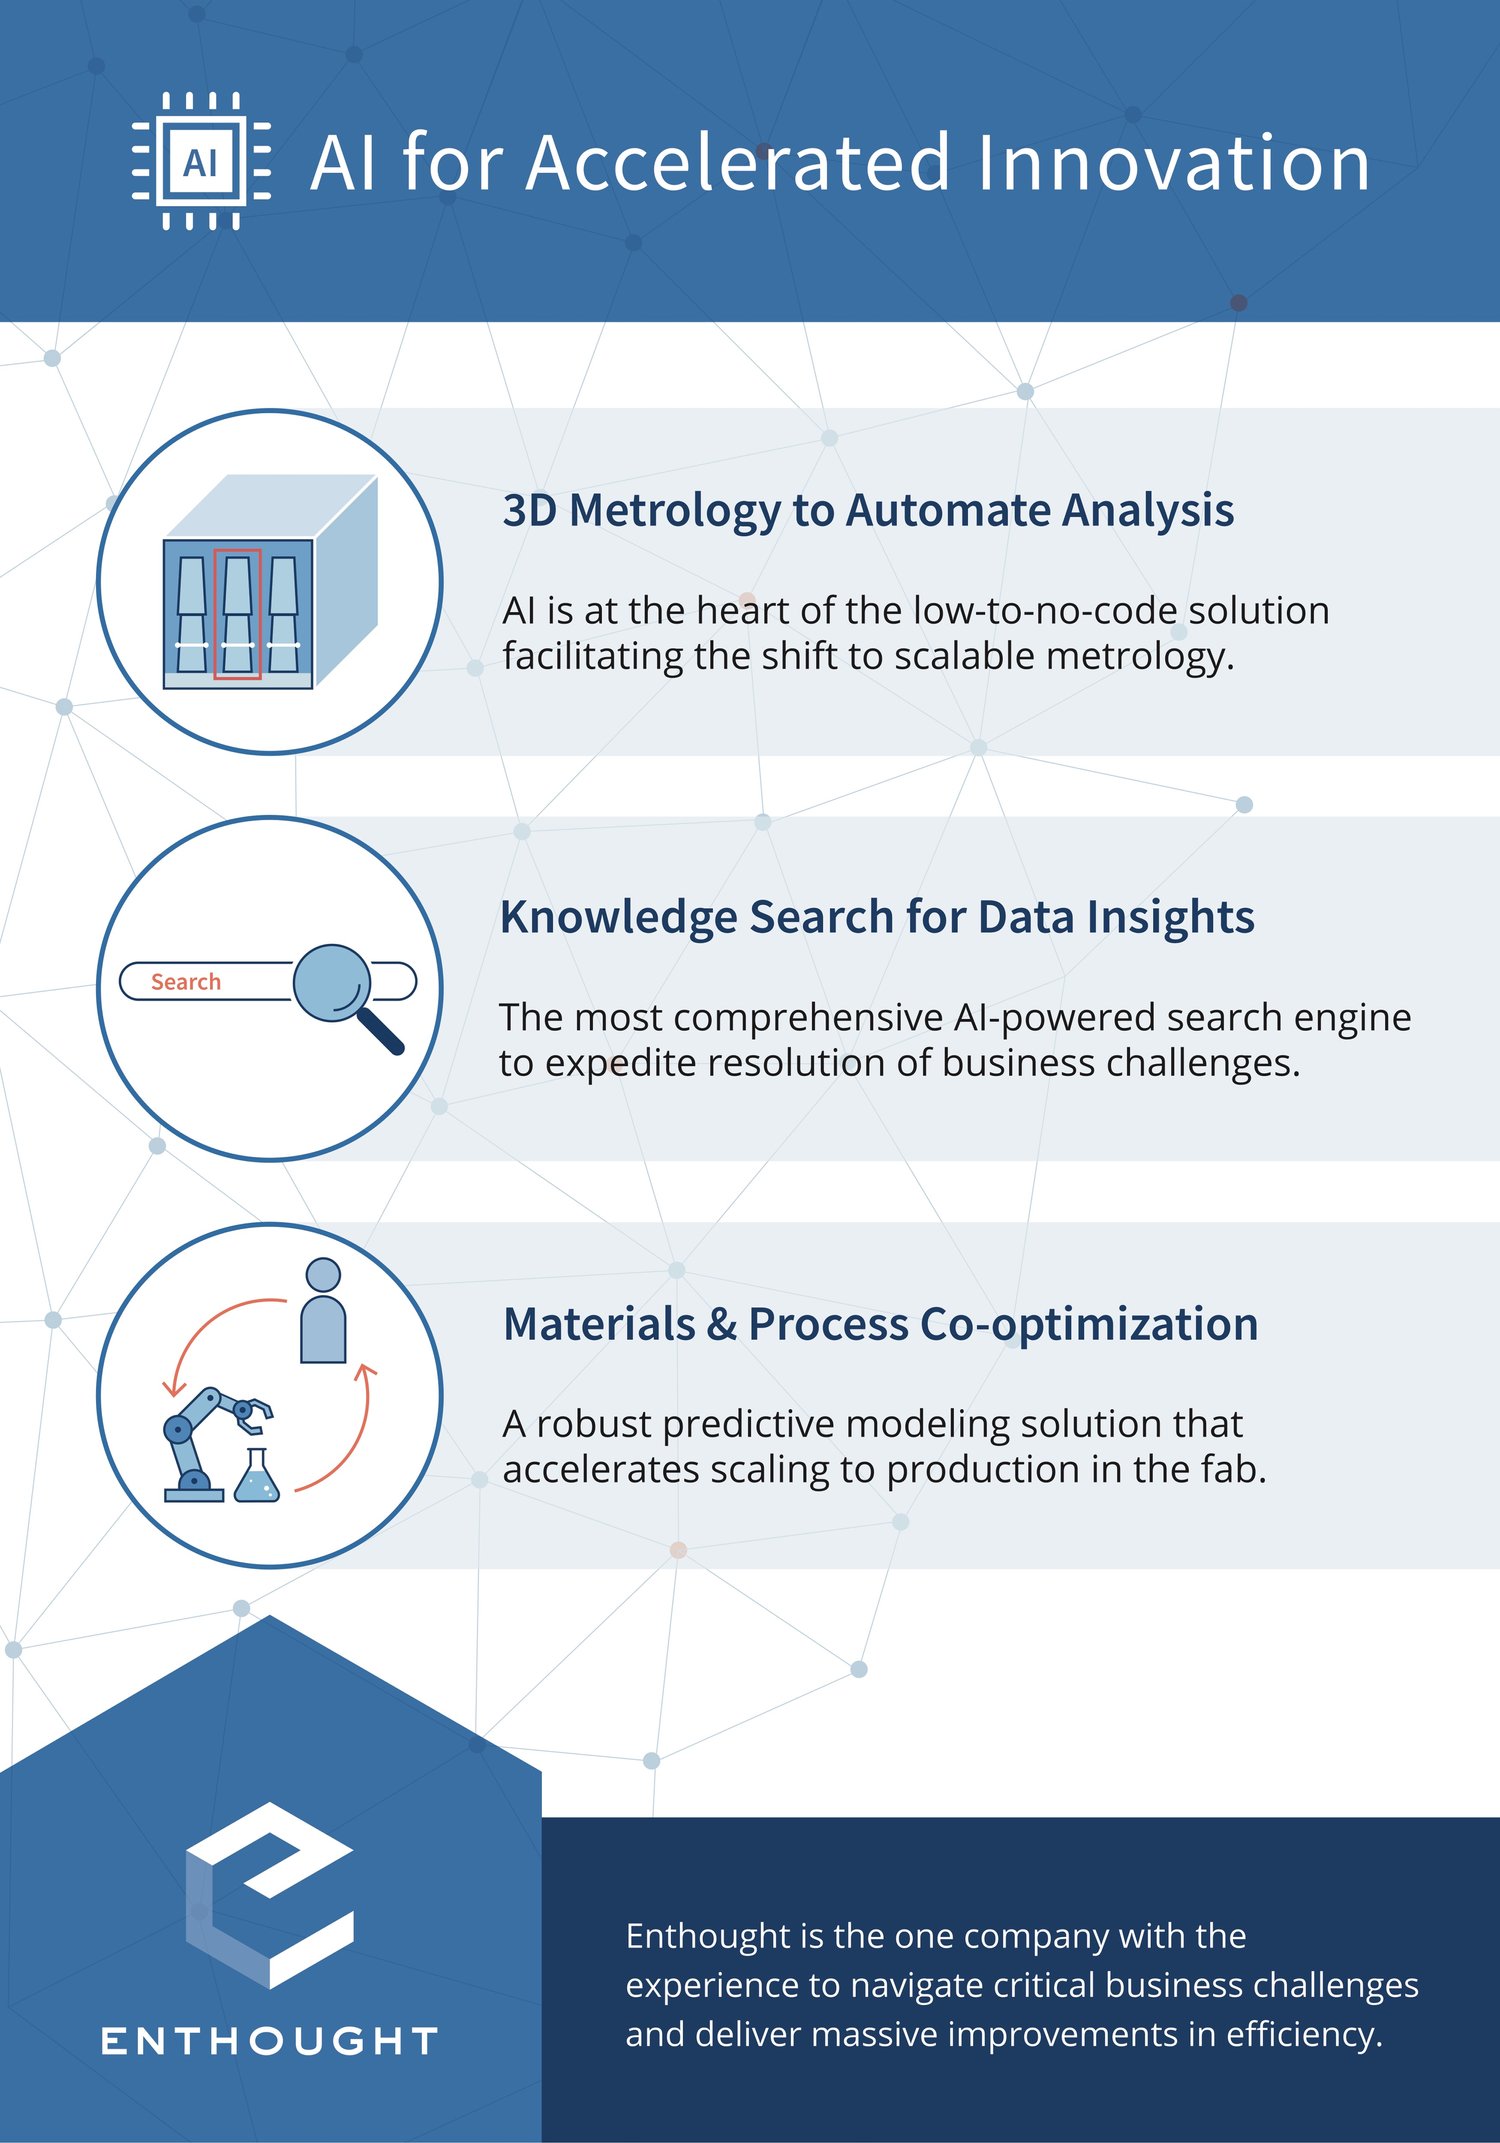 AI
AI for Accelerated Innovation
3D Metrology to Automate Analysis
AI is at the heart of the low-to-no-code solution
facilitating the shift to scalable metrology.
Search
Knowledge Search for Data Insights
The most comprehensive AI-powered search engine
to expedite resolution of business challenges.
Materials & Process Co-optimization
A robust predictive modeling solution that
accelerates scaling to production in the fab.
ENTHOUGHT
Enthought is the one company with the
experience to navigate critical business challenges
and deliver massive improvements in efficiency.